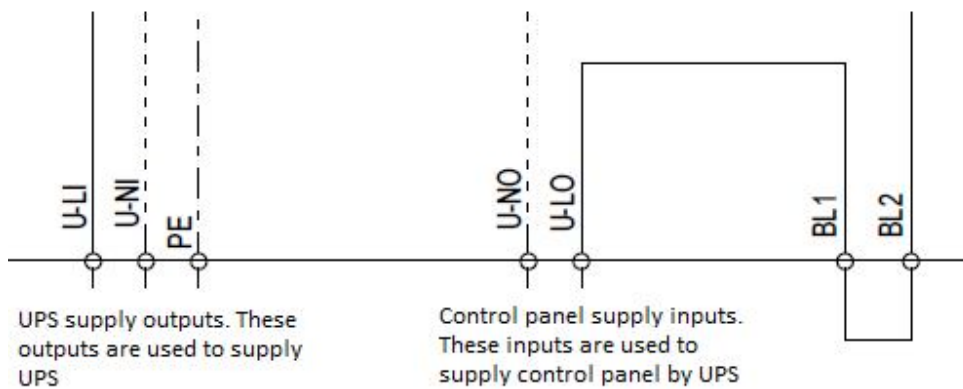 U-LI
U-NI
PE
U-NO
U-LO
BL1
BL2
UPS supply outputs. These
outputs are used to supply
UPS
Control panel supply inputs.
These inputs are used to
supply control panel by UPS